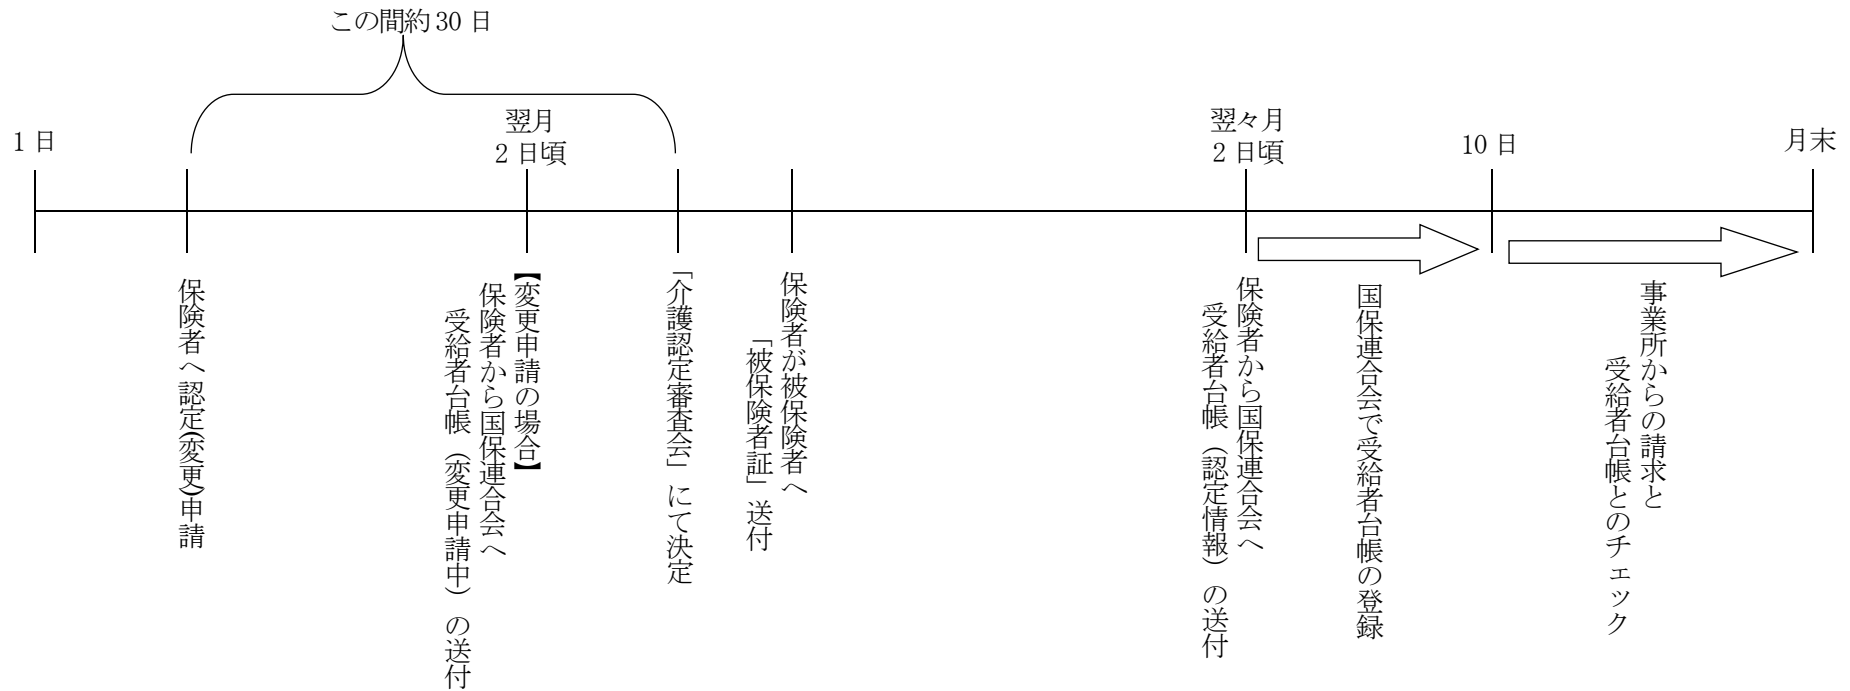 この間約30日
1日
翌月
2日頃
翌々月
2日頃
10日
月末
保険者へ認定(変更)申請
【変更申請の場合】
保険者から国保連合会へ
受給者台帳（変更申請中）の送付
「介護認定審査会」にて決定
保険者が被保険者へ
「被保険者証」送付
保険者から国保連合会へ
受給者台帳（認定情報）の送付
国保連合会で受給者台帳の登録
事業所からの請求と
受給者台帳とのチェック